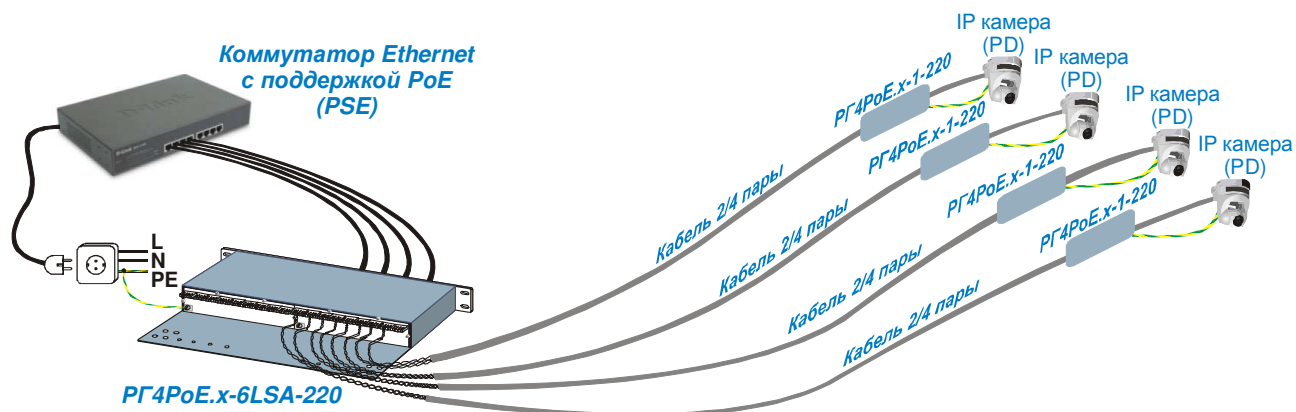 Коммутатор Ethernet
с поддержкой PoE
(PSE)
D-Link
L
N
PE
РГ4PoE.x-6LSA-220
Кабель 2/4 пары
РГ4PoE.x-1-220
IP камера
(PD)
Кабель 2/4 пары
РГ4PoE.x-1-220
IP камера
(PD)
Кабель 2/4 пары
РГ4PoE.x-1-220
IP камера
(PD)
Кабель 2/4 пары
РГ4PoE.x-1-220
IP камера
(PD)